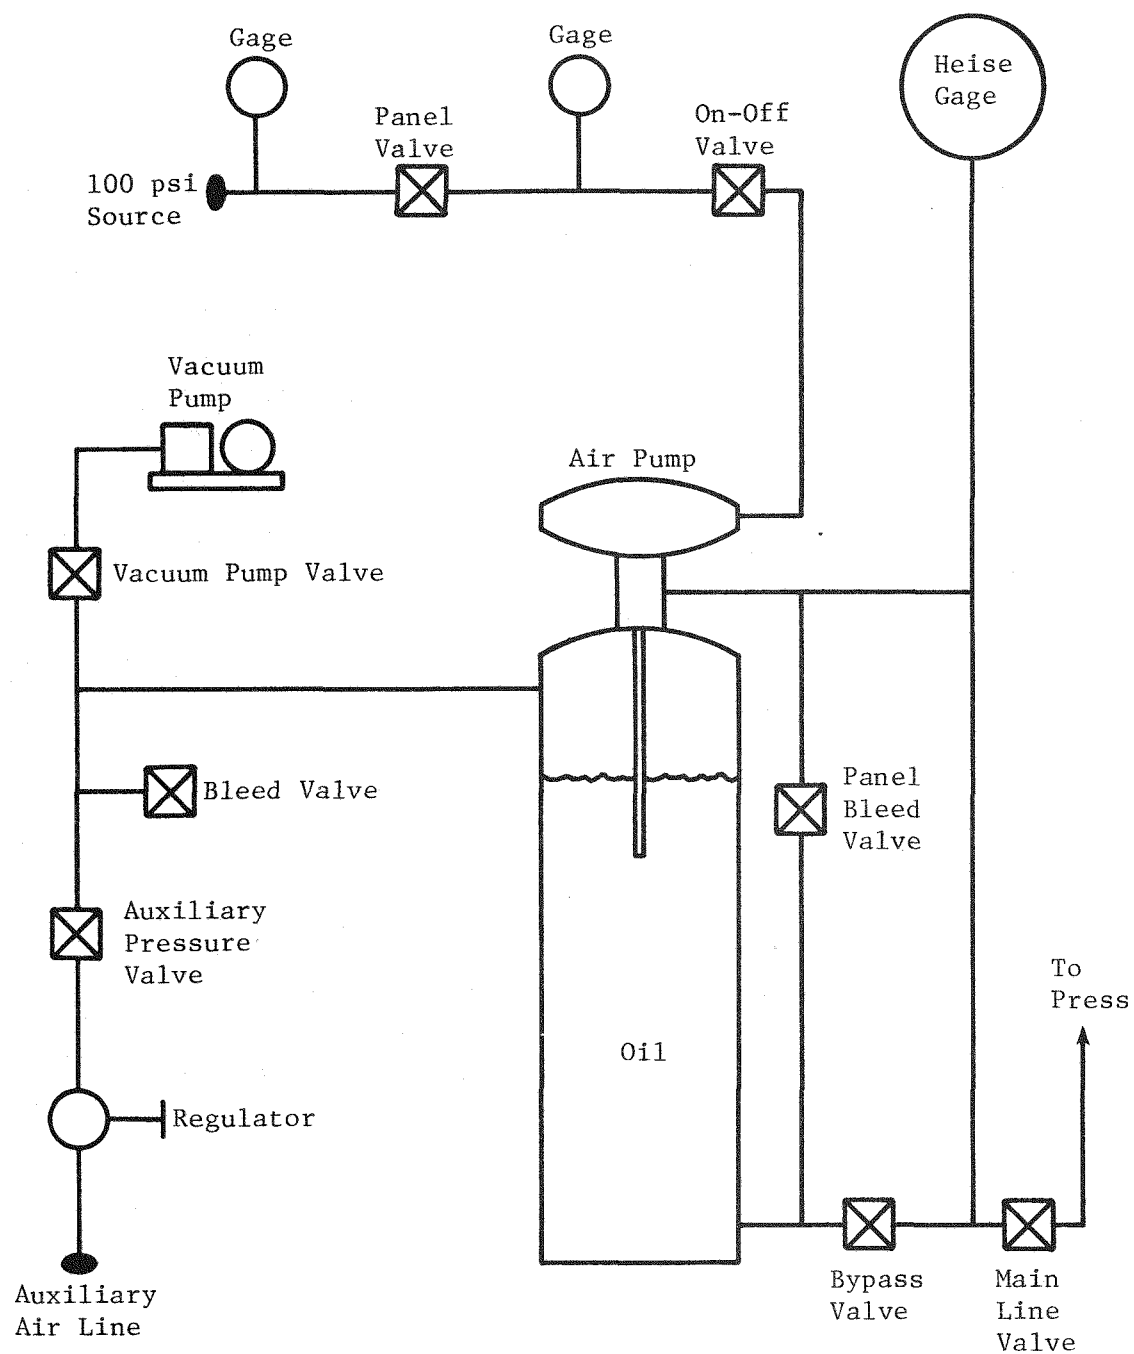 Gage
Gage
Heise
Gage
Panel
Valve
On-Off
Valve
100 psi
Source
Vacuum
Pump
Air Pump
Vacuum Pump Valve
Panel
Bleed
Valve
Bleed Valve
Auxiliary
Pressure
Valve
To
Press
Oil
Regulator
Auxiliary
Air Line
Bypass
Valve
Main
Line
Valve